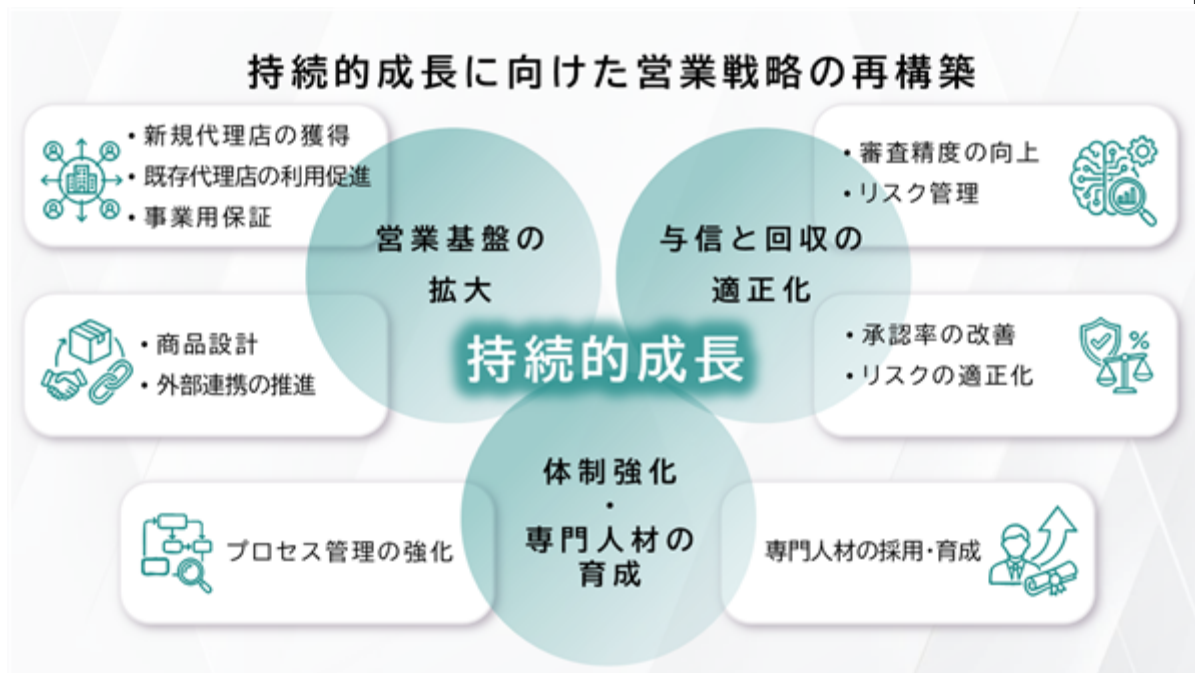 持続的成長に向けた営業戦略の再構築
・新規代理店の獲得
・既存代理店の利用促進
・事業用保証
・商品設計
・外部連携の推進
営業基盤の
拡大
与信と回収の
適正化
持続的成長
・審査精度の向上
・リスク管理
・承認率の改善
・リスクの適正化
プロセス管理の強化
体制強化
・
専門人材の
育成
専門人材の採用・育成
%